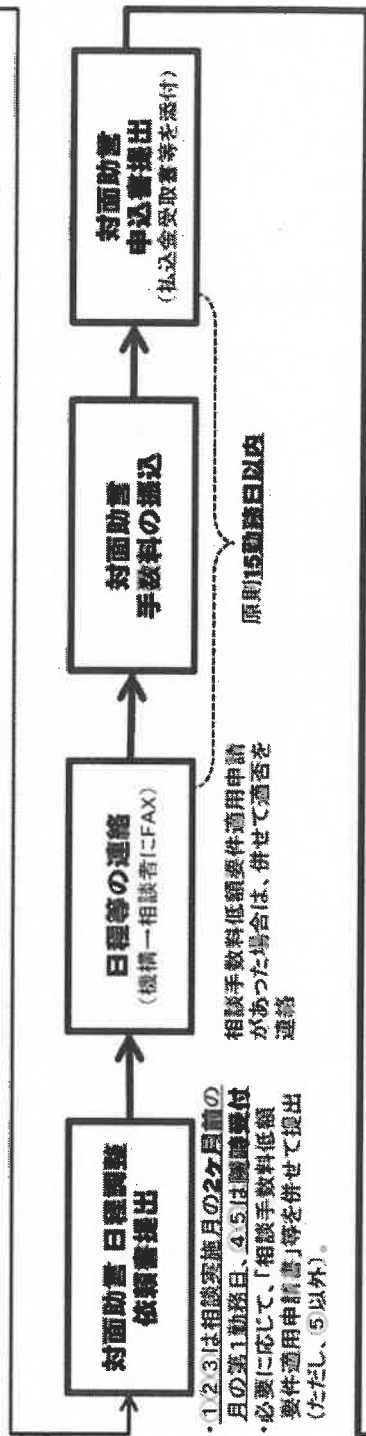 対面助言 日程調整
依頼書提出
・①②③は相談実施月の2ヶ月前の
月の第1勤務日、④⑤は随時受付
・必要に応じて、「相談手数料低額
要件適用申請書」等を併せて提出
(ただし、⑤以外)。
日程等の連絡
(機構→相談者にFAX)
相談手数料低額要件適用申請
があった場合は、併せて適否を
連絡
対面助言
手数料の振込
対面助言
申込書提出
(払込金受取書等を添付)
原則15勤務日以内